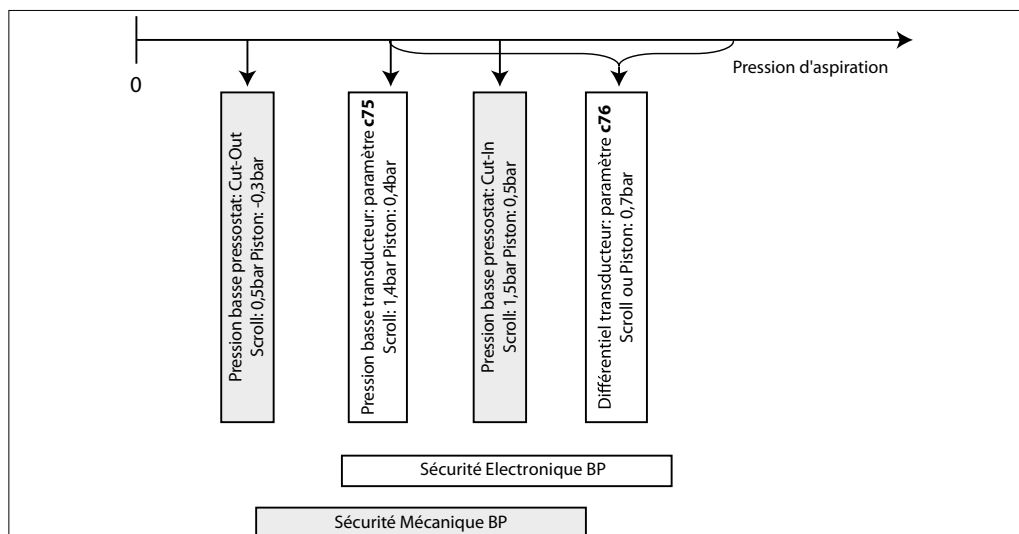 0
Pression d'aspiration
Pression basse pressostat: Cut-Out
Scroll: 0,5bar Piston: -0,3bar
Pression basse transducteur: paramètre c75
Scroll: 1,4bar Piston: 0,4bar
Pression basse pressostat: Cut-In
Scroll: 1,5bar Piston: 0,5bar
Différentiel transducteur: paramètre c76
Scroll ou Piston: 0,7bar
Sécurité Electronique BP
Sécurité Mécanique BP